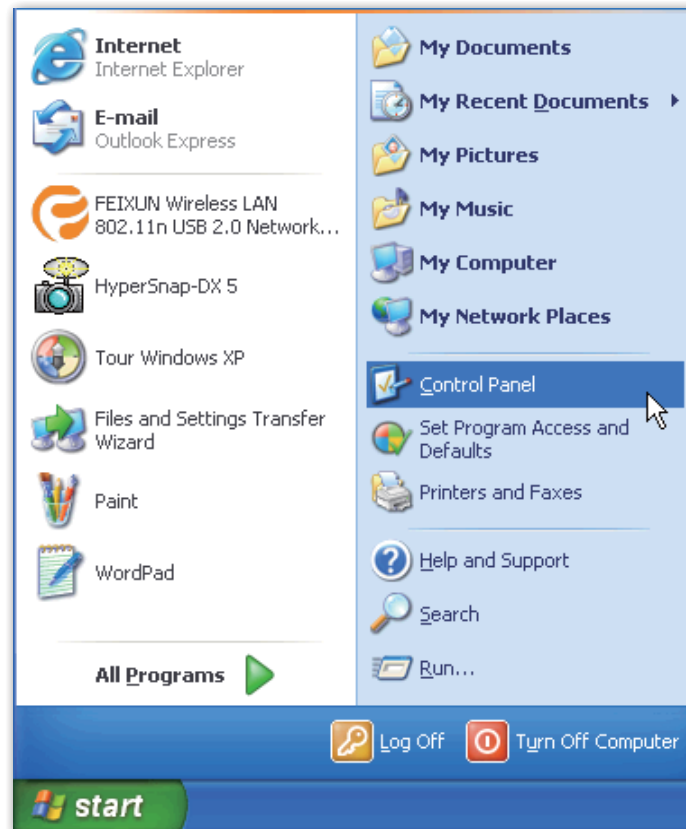 Internet
Internet Explorer
E-mail
Outlook Express
FEIXUN Wireless LAN
802.11n USB 2.0 Network...
HyperSnap-DX 5
Tour Windows XP
Files and Settings Transfer
Wizard
Paint
WordPad
All Programs
My Documents
My Recent Documents
My Pictures
My Music
My Computer
My Network Places
Control Panel
Set Program Access and
Defaults
Printers and Faxes
Help and Support
Search
Run...
Log Off
Turn Off Computer
start